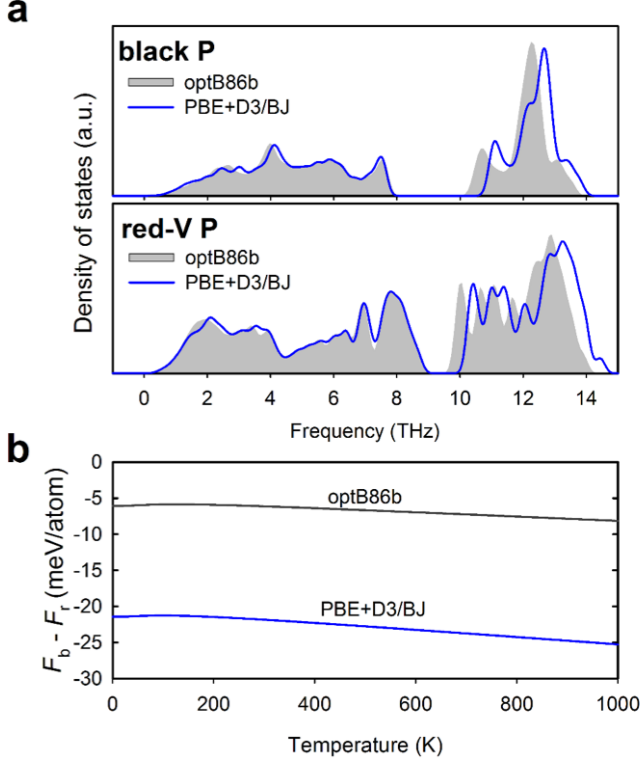 a
black P
optB86b
PBE+D3/BJ
red-V P
optB86b
PBE+D3/BJ
Density of states (a.u.)
0 2 4 6 8 10 12 14
Frequency (THz)
b
0
-5
-10
-15
-20
-25
-30
F_b - F_r (meV/atom)
optB86b
PBE+D3/BJ
0 200 400 600 800 1000
Temperature (K)